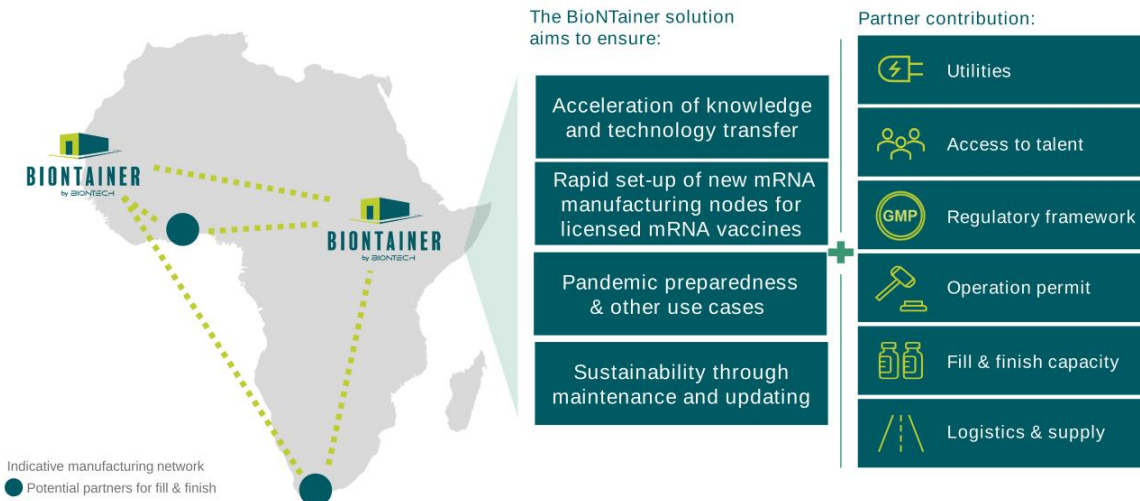 The BioNTainer solution
aims to ensure:
Partner contribution:
BIONTAINER
by BIONTECH
BIONTAINER
by BIONTECH
Acceleration of knowledge
and technology transfer
Rapid set-up of new mRNA
manufacturing nodes for
licensed mRNA vaccines
Pandemic preparedness
& other use cases
Sustainability through
maintenance and updating
Utilities
Access to talent
GMP
Regulatory framework
Operation permit
Fill & finish capacity
Logistics & supply
Indicative manufacturing network
Potential partners for fill & finish